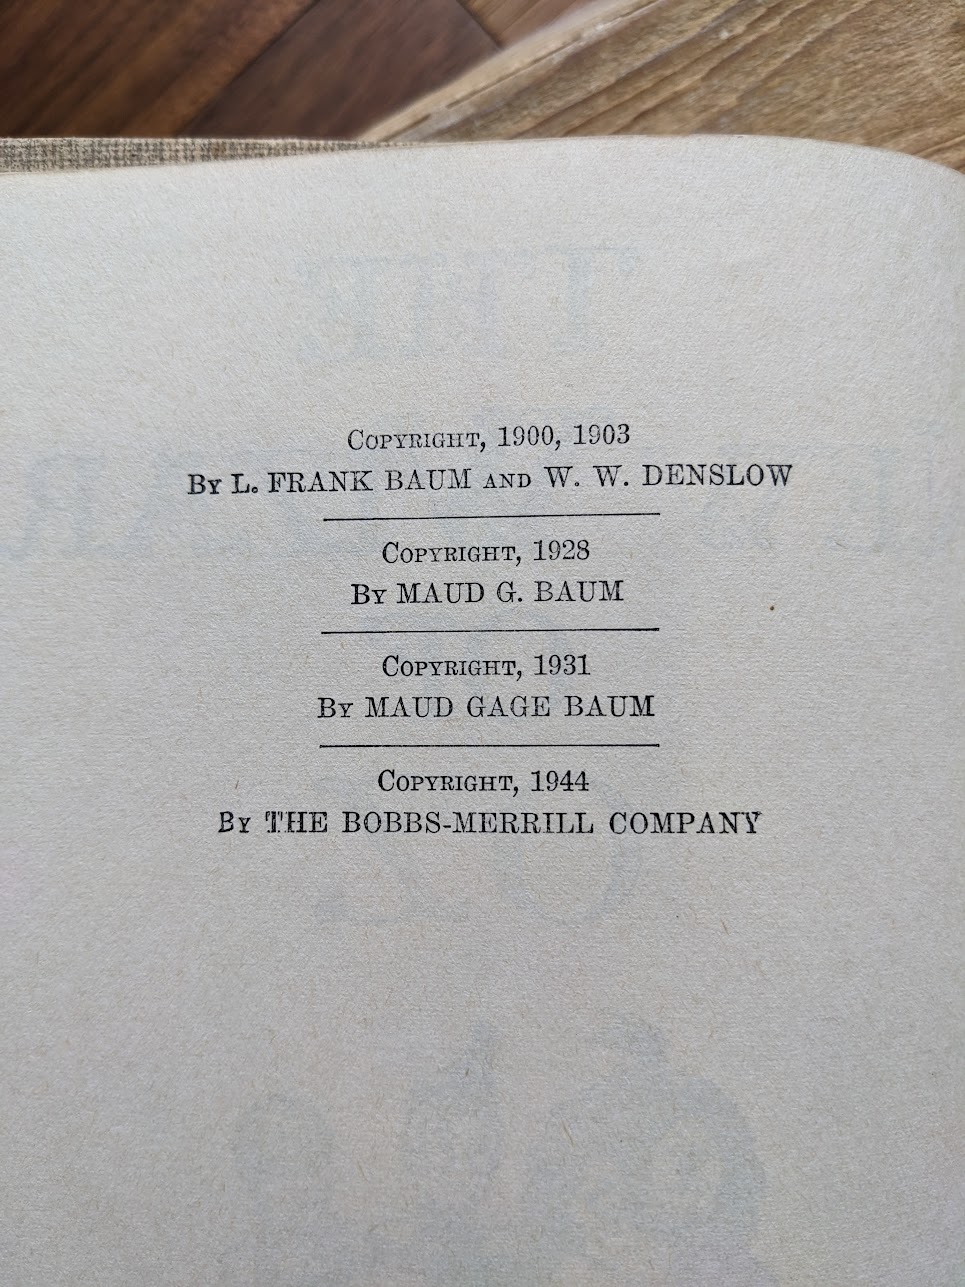 COPYRIGHT, 1900, 1903
BY L. FRANK BAUM AND W. W. DENSLOW
COPYRIGHT, 1928
BY MAUD G. BAUM
COPYRIGHT, 1931
BY MAUD GAGE BAUM
COPYRIGHT, 1944
BY THE BOBBS-MERRILL COMPANY